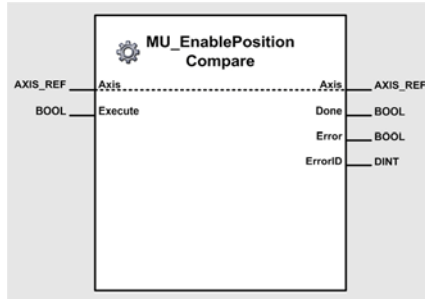 MU_EnablePosition
Compare
AXIS_REF Axis Axis AXIS_REF
BOOL Execute Done BOOL
Error BOOL
ErrorID DINT